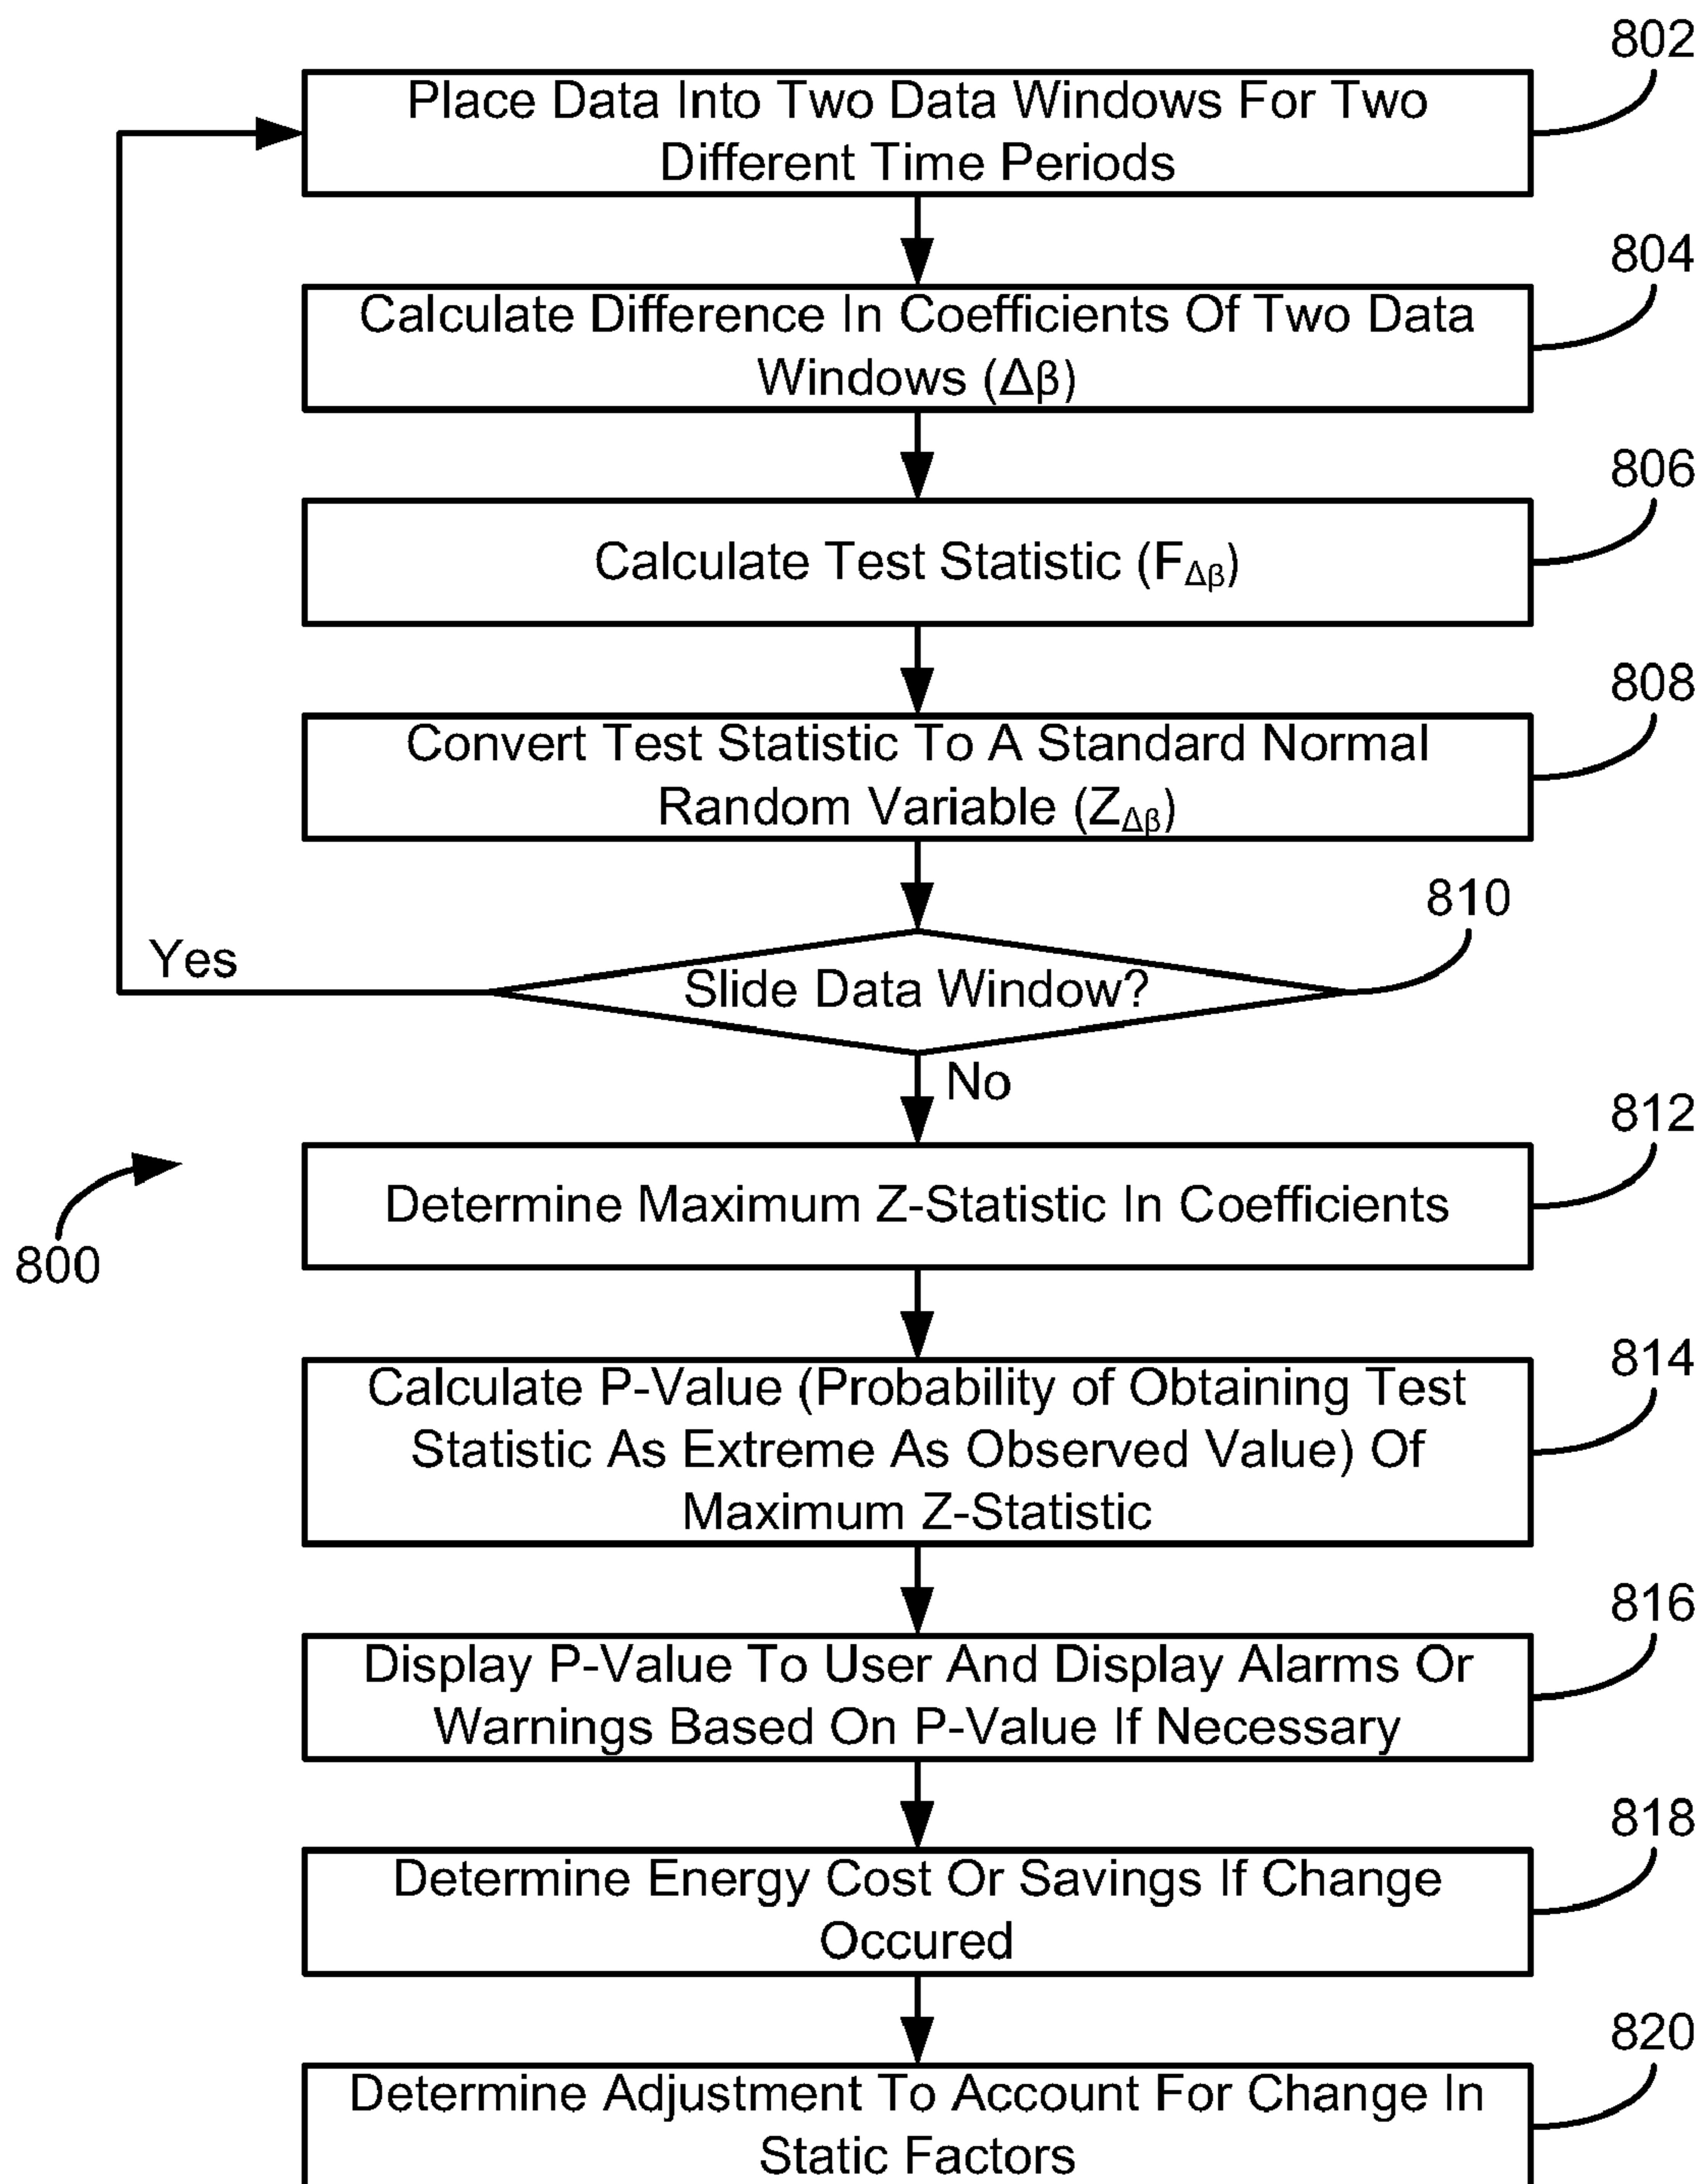 802
Place Data Into Two Data Windows For Two
Different Time Periods
804
Calculate Difference In Coefficients Of Two Data
Windows (Δβ)
806
Calculate Test Statistic (FΔβ)
808
Convert Test Statistic To A Standard Normal
Random Variable (ZΔβ)
810
Yes
Slide Data Window?
No
812
Determine Maximum Z-Statistic In Coefficients
800
814
Calculate P-Value (Probability of Obtaining Test
Statistic As Extreme As Observed Value) Of
Maximum Z-Statistic
816
Display P-Value To User And Display Alarms Or
Warnings Based On P-Value If Necessary
818
Determine Energy Cost Or Savings If Change
Occured
820
Determine Adjustment To Account For Change In
Static Factors